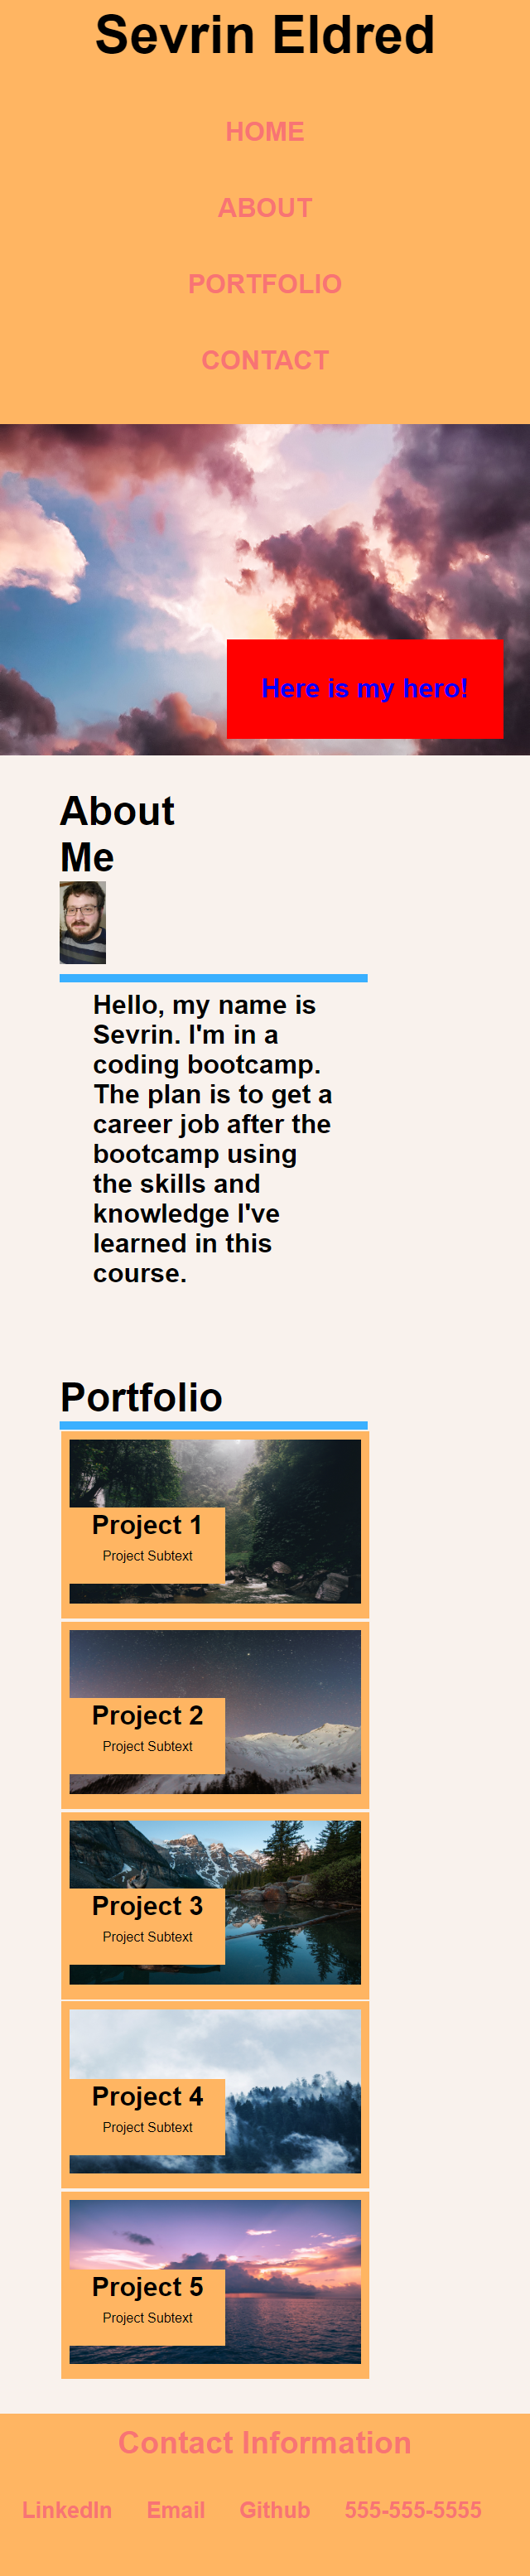 Sevrin Eldred
HOME
ABOUT
PORTFOLIO
CONTACT
Here is my hero!
About
Me
Hello, my name is
Sevrin. I'm in a
coding bootcamp.
The plan is to get a
career job after the
bootcamp using
the skills and
knowledge I've
learned in this
course.
Portfolio
Project 1
Project Subtext
Project 2
Project Subtext
Project 3
Project Subtext
Project 4
Project Subtext
Project 5
Project Subtext
Contact Information
LinkedIn Email Github 555-555-5555